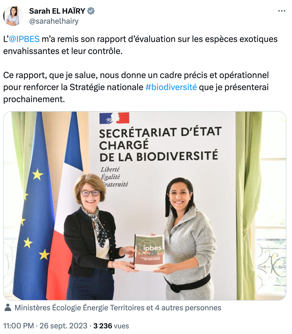 Sarah EL HAÏRY
@sarahelhairy
L'@IPBES m'a remis son rapport d'évaluation sur les espèces exotiques
envahissantes et leur contrôle.
Ce rapport, que je salue, nous donne un cadre précis et opérationnel
pour renforcer la Stratégie nationale #biodiversité que je présenterai
prochainement.
SECRÉTARIAT D'ÉTAT
CHARGÉ
DE LA BIODIVERSITÉ
Liberté
Égalité
Fraternité
ipbes
Ministères Écologie Énergie Territoires et 4 autres personnes
11:00 PM · 26 sept. 2023 · 3 236 vues